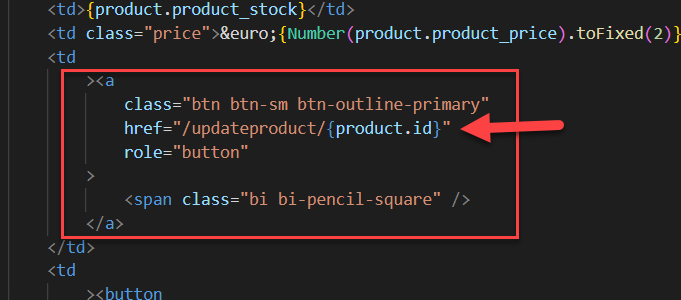 <td>{product.product_stock}</td>
<td class="price">&euro;{Number(product.product_price).toFixed(2)}
<td
><a
class="btn btn-sm btn-outline-primary"
href="/updateproduct/{product.id}"
role="button"
>
<span class="bi bi-pencil-square" />
</a>
</td>
<td
><button